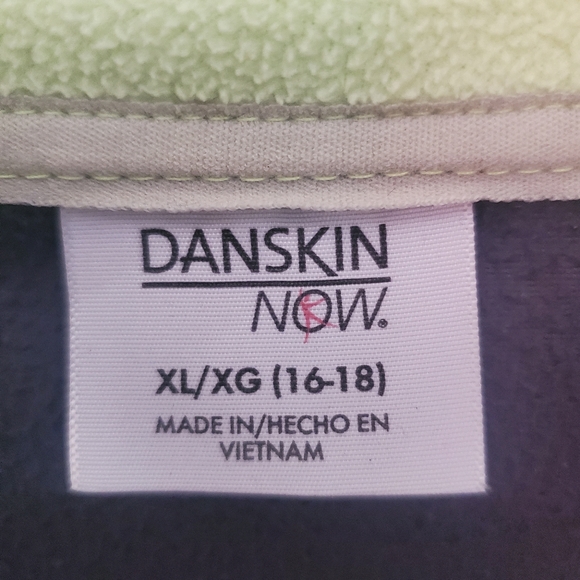 DANSKIN
NOW®
XL/XG (16-18)
MADE IN/HECHO EN
VIETNAM